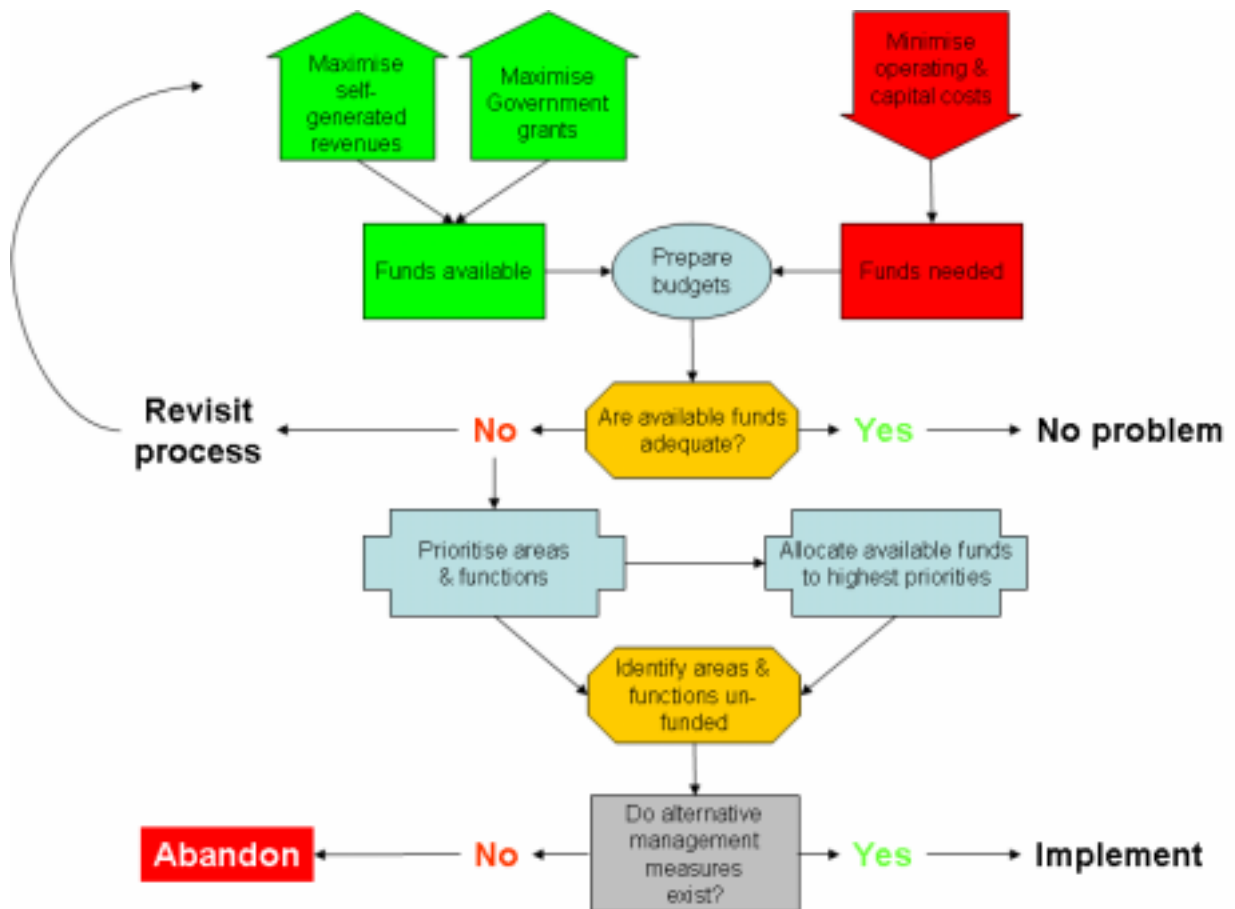 Maximise
self-
generated
revenues
Maximise
Government
grants
Minimise
operating &
capital costs
Funds available
Prepare
budgets
Funds needed
Revisit
process
No
Are available funds
adequate?
Yes
No problem
Prioritise areas
& functions
Allocate available funds
to highest priorities
Identify areas &
functions un-
funded
Abandon
No
Do alternative
management
measures
exist?
Yes
Implement